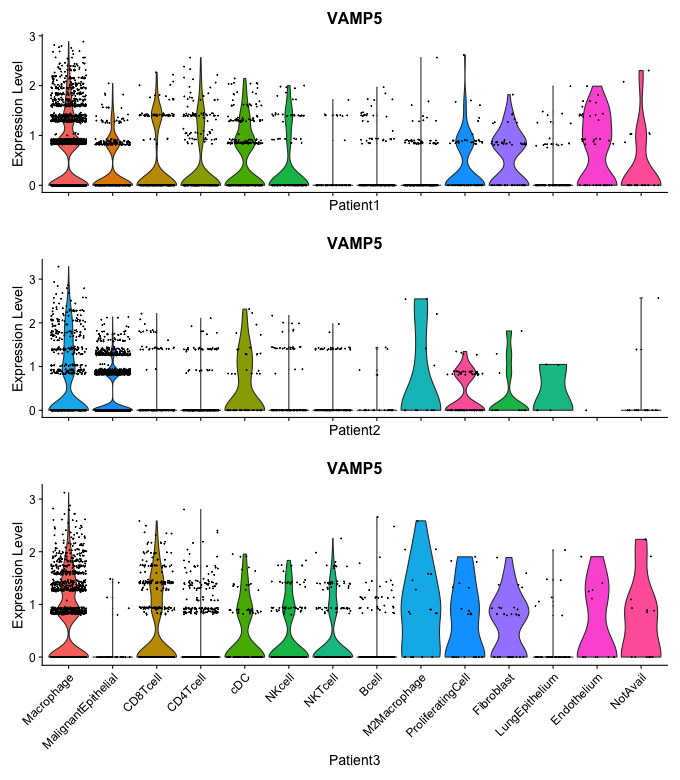 VAMP5
Expression Level
3
2
1
0
Patient1
VAMP5
Expression Level
3
2
1
0
Patient2
VAMP5
Expression Level
3
2
1
0
Macrophage
MalignantEpithelial
CD8Tcell
CD4Tcell
cDC
NKcell
NKTcell
Bcell
M2Macrophage
ProliferatingCell
Fibroblast
LungEpithelium
Endothelium
NotAvail
Patient3